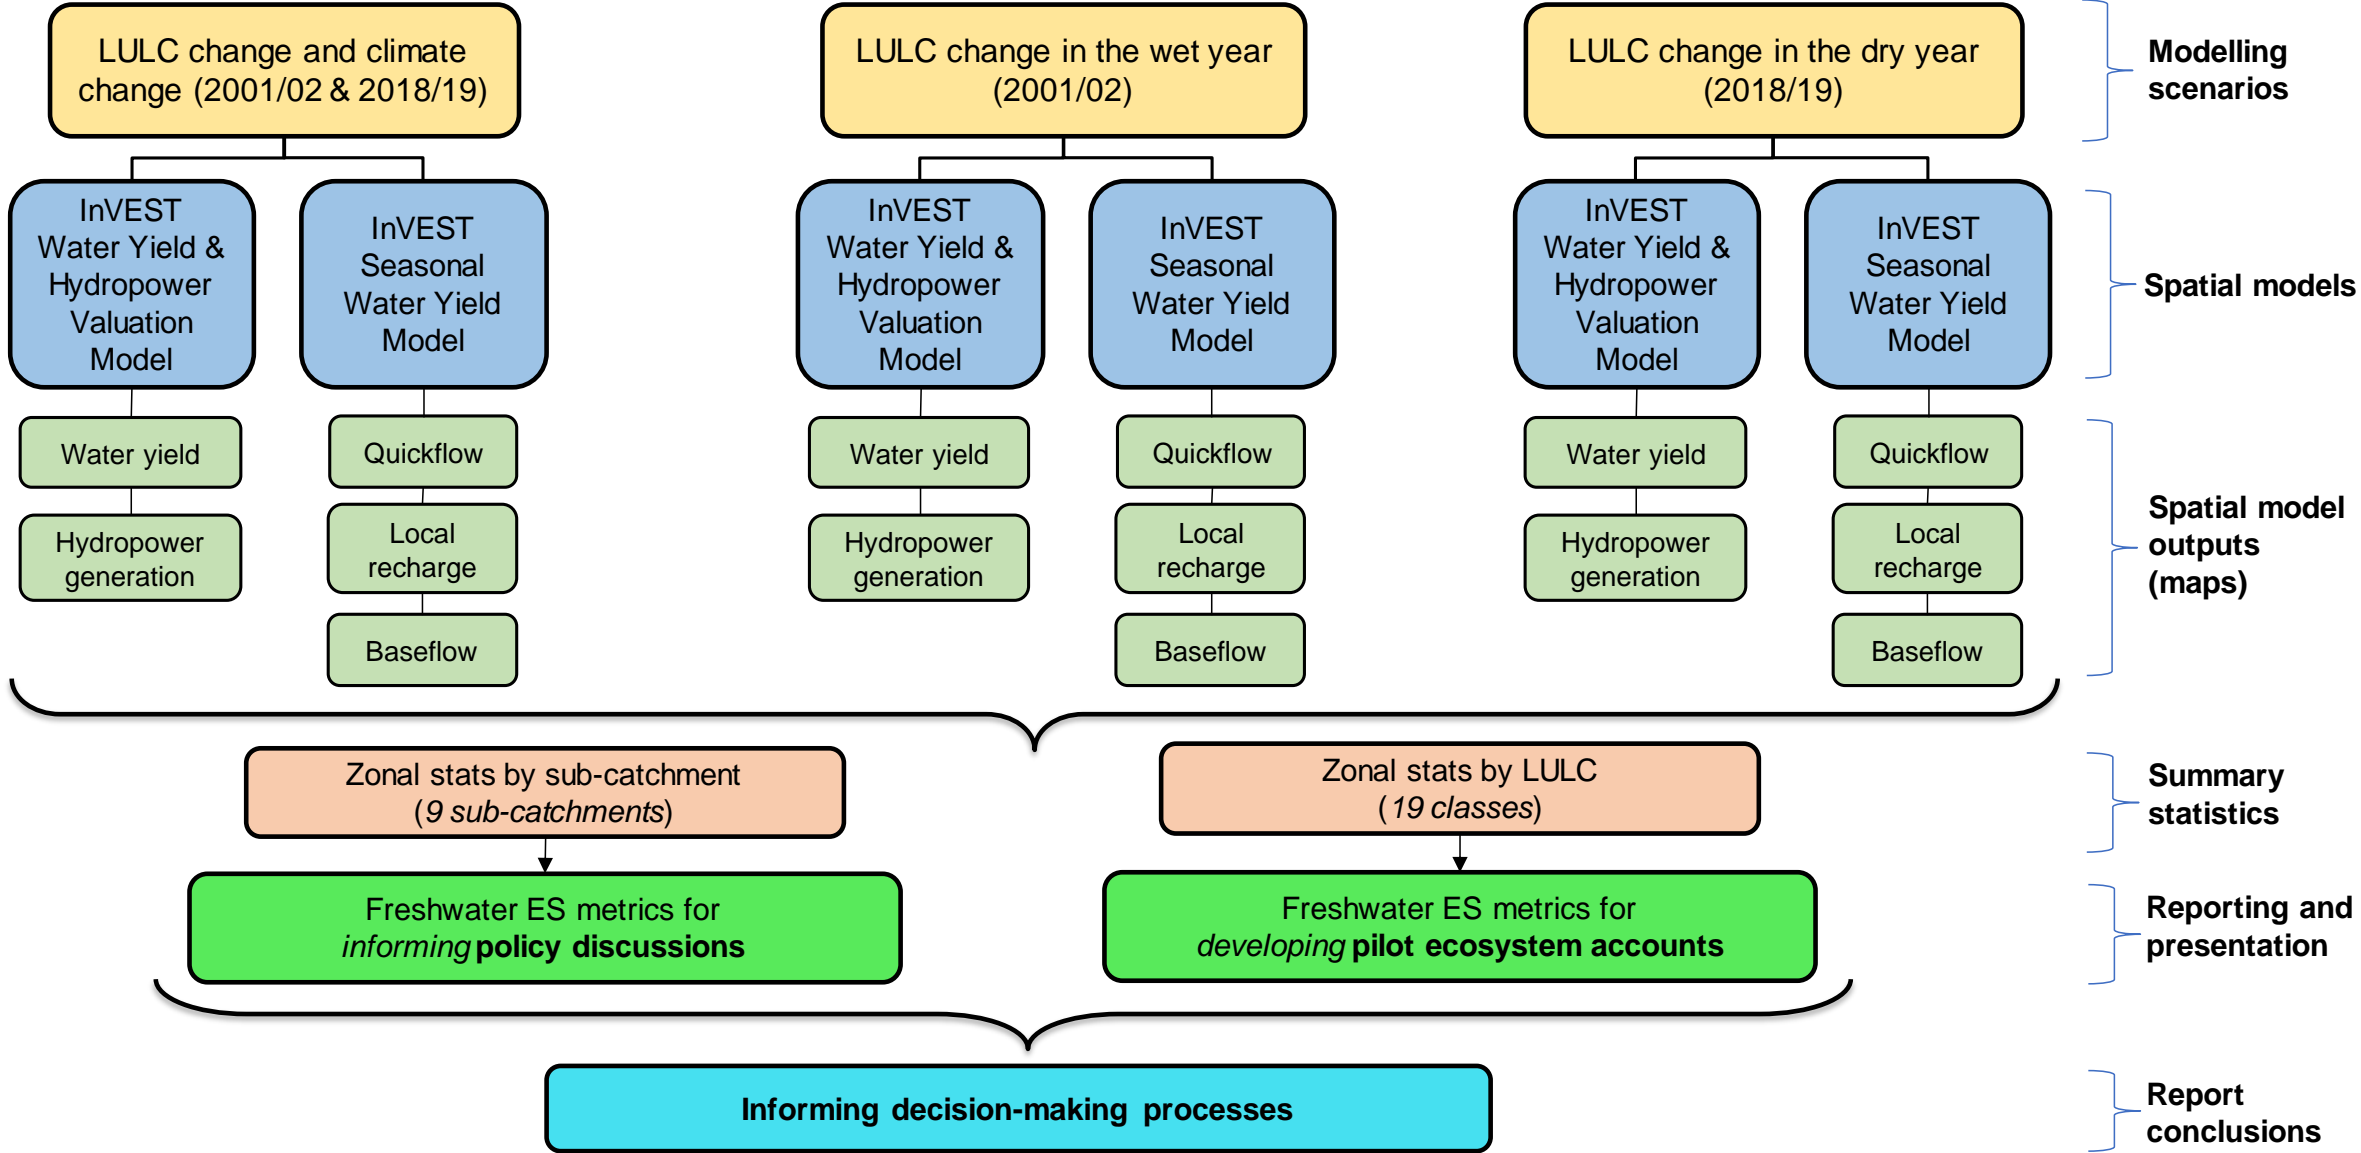 LULC change and climate
change (2001/02 & 2018/19)
LULC change in the wet year
(2001/02)
LULC change in the dry year
(2018/19)
Modelling
scenarios
InVEST
Water Yield &
Hydropower
Valuation
Model
InVEST
Seasonal
Water Yield
Model
InVEST
Water Yield &
Hydropower
Valuation
Model
InVEST
Seasonal
Water Yield
Model
InVEST
Water Yield &
Hydropower
Valuation
Model
InVEST
Seasonal
Water Yield
Model
Spatial models
Water yield
Hydropower
generation
Quickflow
Local
recharge
Baseflow
Water yield
Hydropower
generation
Quickflow
Local
recharge
Baseflow
Water yield
Hydropower
generation
Quickflow
Local
recharge
Baseflow
Spatial model
outputs
(maps)
Zonal stats by sub-catchment
(9 sub-catchments)
Zonal stats by LULC
(19 classes)
Summary
statistics
Freshwater ES metrics for
informing policy discussions
Freshwater ES metrics for
developing pilot ecosystem accounts
Reporting and
presentation
Informing decision-making processes
Report
conclusions